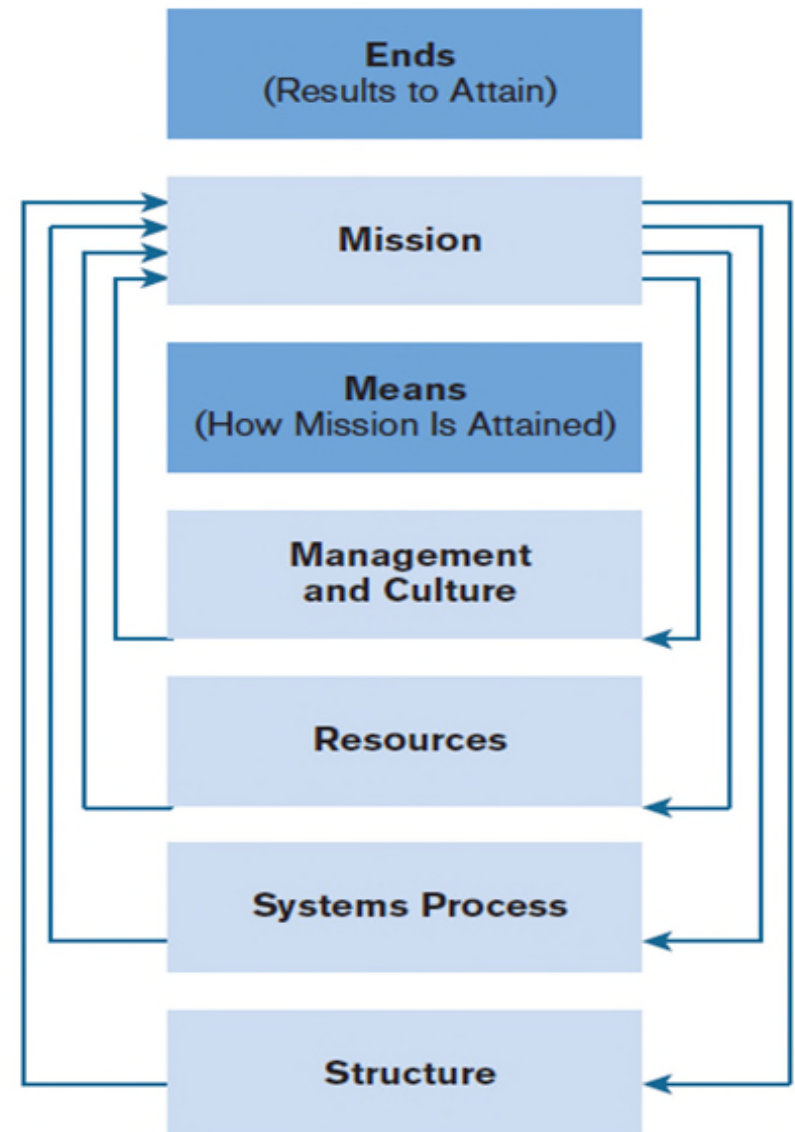 Ends
(Results to Attain)
Mission
Means
(How Mission Is Attained)
Management
and Culture
Resources
Systems Process
Structure